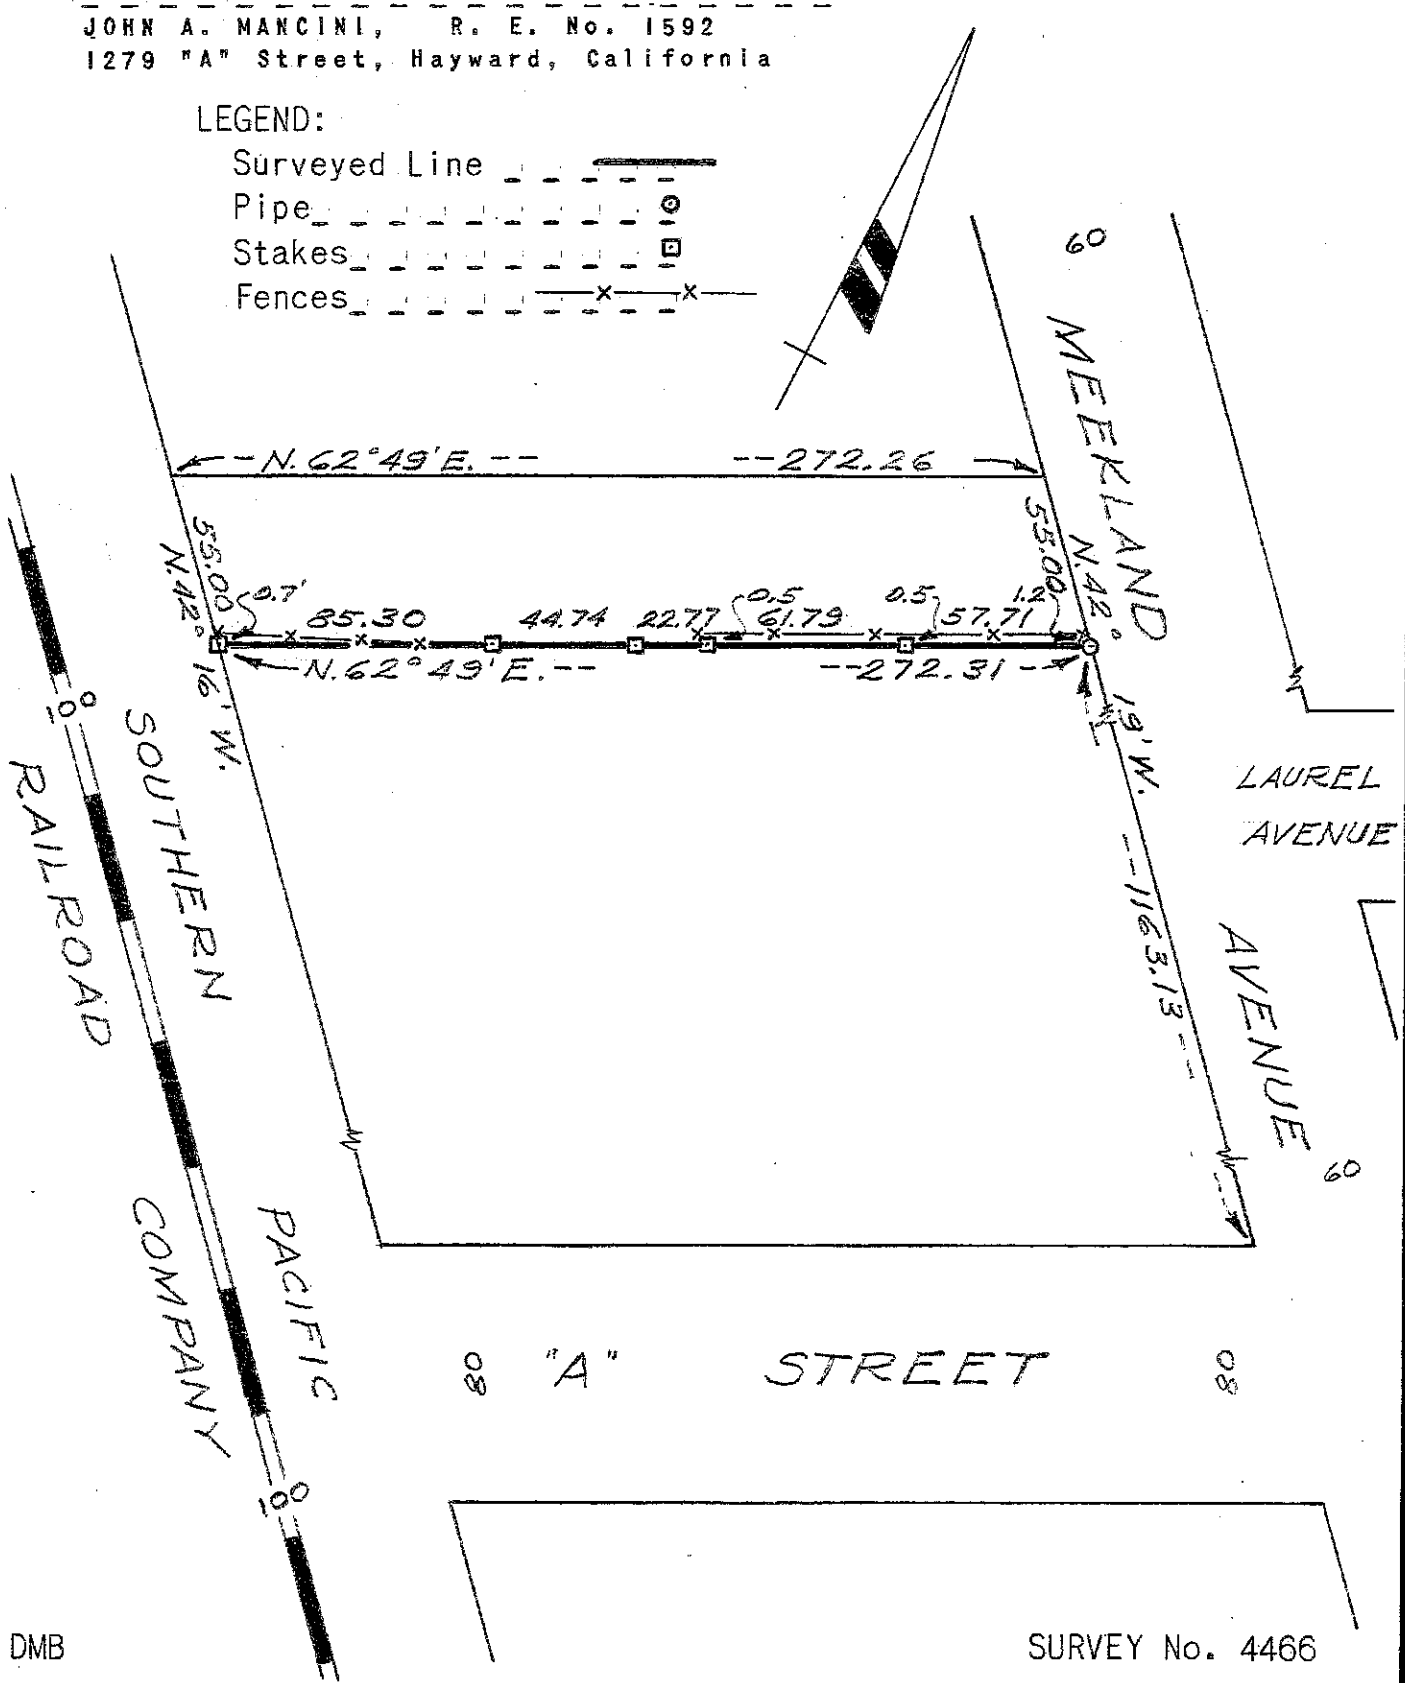 JOHN A. MANCINI, R. E. No. 1592
1279 "A" Street, Hayward, California
LEGEND:
Surveyed Line
Pipe
Stakes
Fences
60
MEEKLAND
N. 62°49'E. -- --272.26
55.00
N.42° 16' W.
55.00
N.42° 19' W.
0.7'
85.30
44.74
22.77
0.5
61.79
0.5
57.71
1.2
N.62°49'E.-- --272.31
LAUREL
AVENUE
--1163.13--
AVENUE
60
SOUTHERN
PACIFIC
RAILROAD
COMPANY
100
80 "A" STREET 80
100
DMB
SURVEY No. 4466